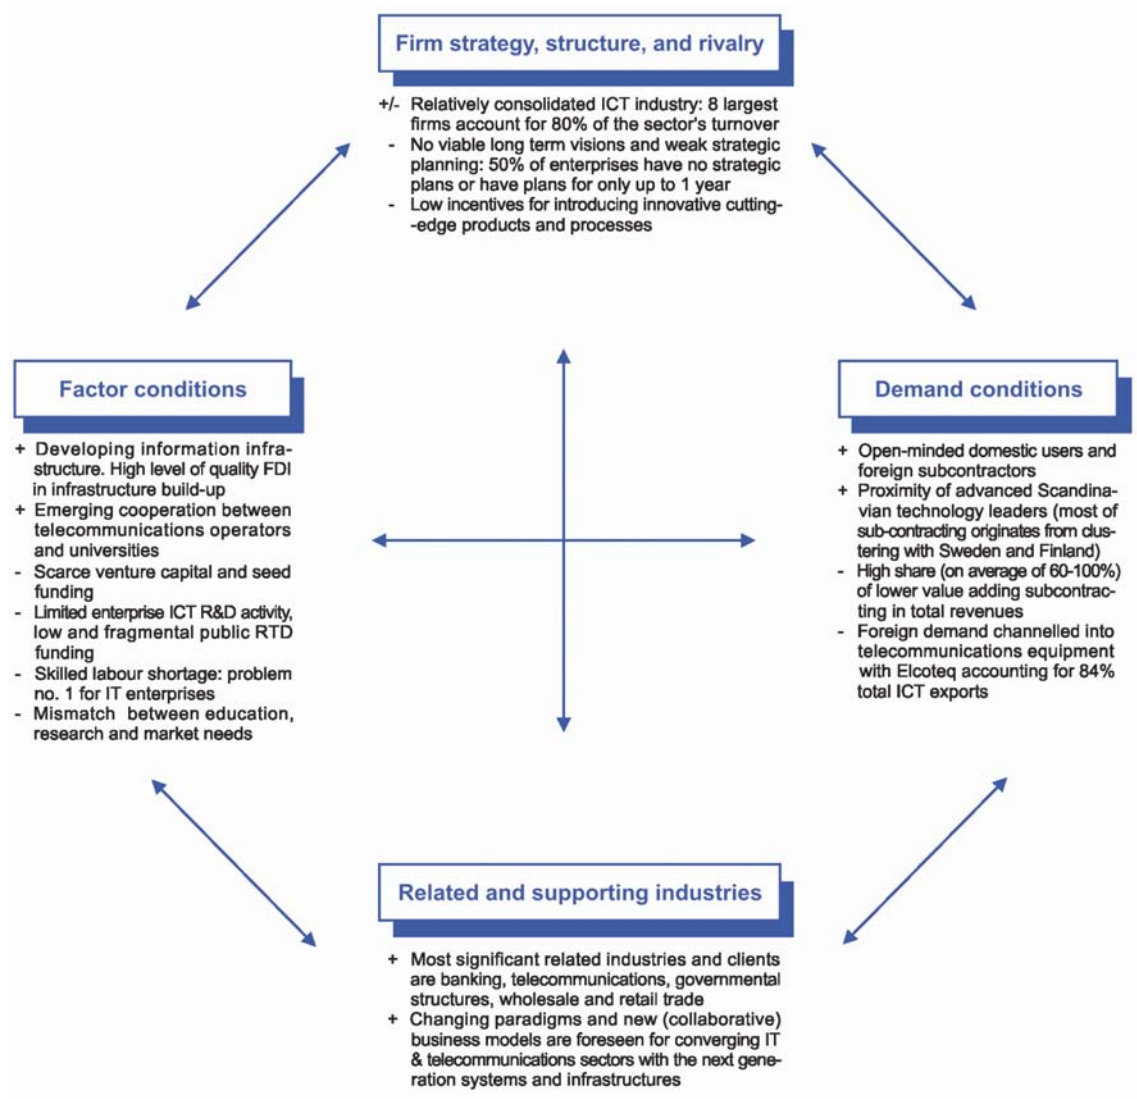 Firm strategy, structure, and rivalry
+/- Relatively consolidated ICT industry: 8 largest
firms account for 80% of the sector's turnover
- No viable long term visions and weak strategic
planning: 50% of enterprises have no strategic
plans or have plans for only up to 1 year
- Low incentives for introducing innovative cutting-
-edge products and processes
Factor conditions
+ Developing information infra-
structure. High level of quality FDI
in infrastructure build-up
+ Emerging cooperation between
telecommunications operators
and universities
- Scarce venture capital and seed
funding
- Limited enterprise ICT R&D activity,
low and fragmental public RTD
funding
- Skilled labour shortage: problem
no. 1 for IT enterprises
- Mismatch between education,
research and market needs
Demand conditions
+ Open-minded domestic users and
foreign subcontractors
+ Proximity of advanced Scandina-
vian technology leaders (most of
sub-contracting originates from clus-
tering with Sweden and Finland)
- High share (on average of 60-100%)
of lower value adding subcontrac-
ting in total revenues
- Foreign demand channelled into
telecommunications equipment
with Elcoteq accounting for 84%
total ICT exports
Related and supporting industries
+ Most significant related industries and clients
are banking, telecommunications, governmental
structures, wholesale and retail trade
+ Changing paradigms and new (collaborative)
business models are foreseen for converging IT
& telecommunications sectors with the next gene-
ration systems and infrastructures